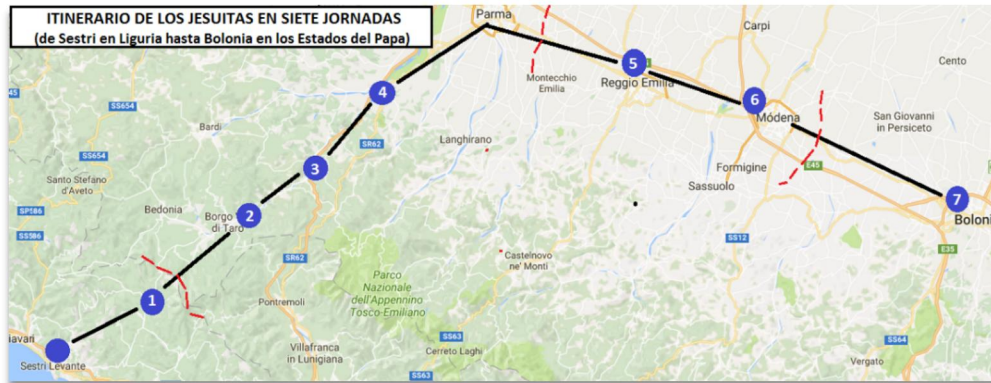 ITINERARIO DE LOS JESUITAS EN SIETE JORNADAS
(de Sestri en Liguria hasta Bolonia en los Estados del Papa)
Parma
Carpi
5
Cento
Montecchio
Emilia
Reggio Emilia
45
4
6
SS654
Módena
San Giovanni
in Persiceto
Bardi
Langhirano
SR62
SS654
3
Formigine
E45
Santo Stefano
d'Aveto
Sassuolo
7
SP586
Bedonia
2
Borgo
di Taro
Boloni
SS586
SS12
E35
SR62
Castelnovo
ne' Monti
Parco
Nazionale
dell'Appennino
Tosco-Emiliano
1
Pontremoli
iavari
SS63
SS64
Villafranca
in Lunigiana
Cerreto Laghi
Vergato
Sestri Levante
SS63